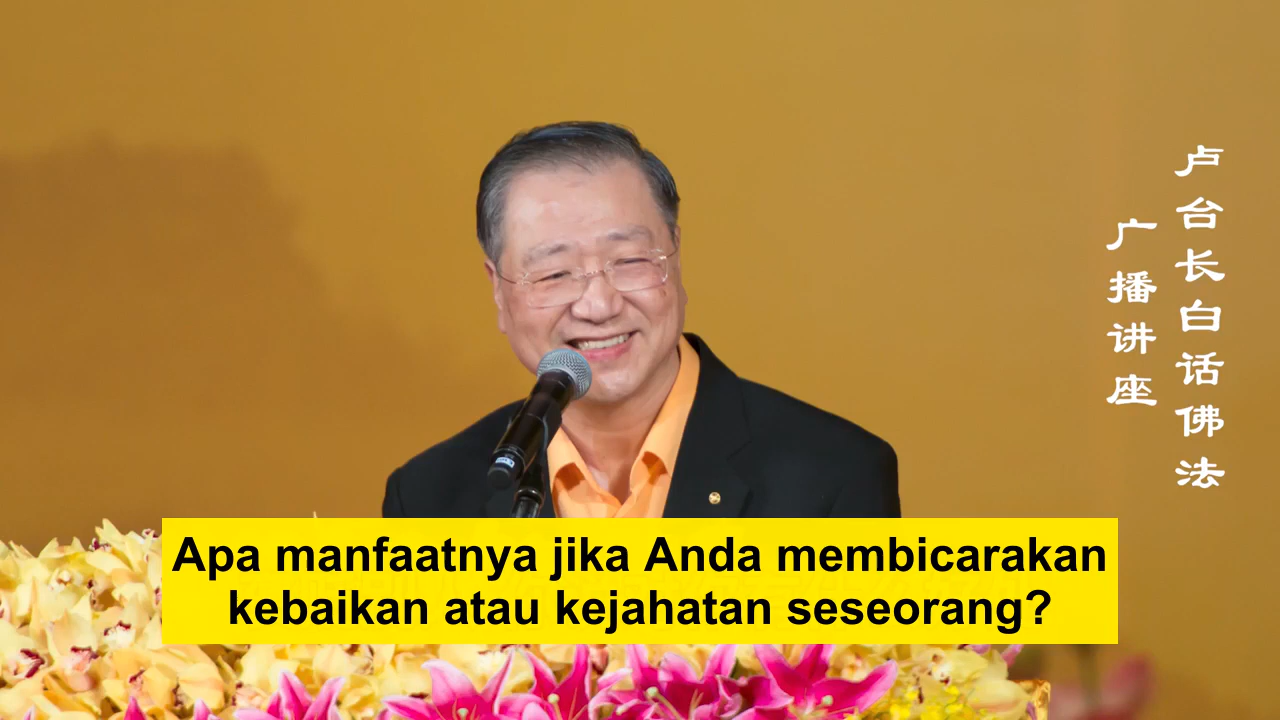 卢台长白话佛法
广播讲座
Apa manfaatnya jika Anda membicarakan
kebaikan atau kejahatan seseorang?